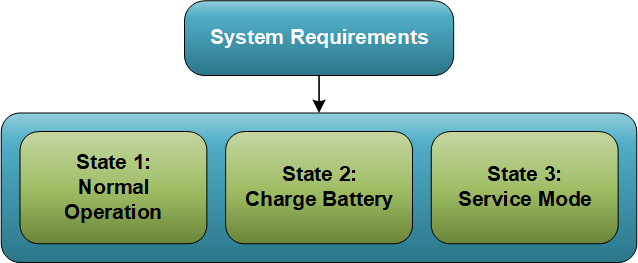 System Requirements
State 1:
Normal
Operation
State 2:
Charge Battery
State 3:
Service Mode